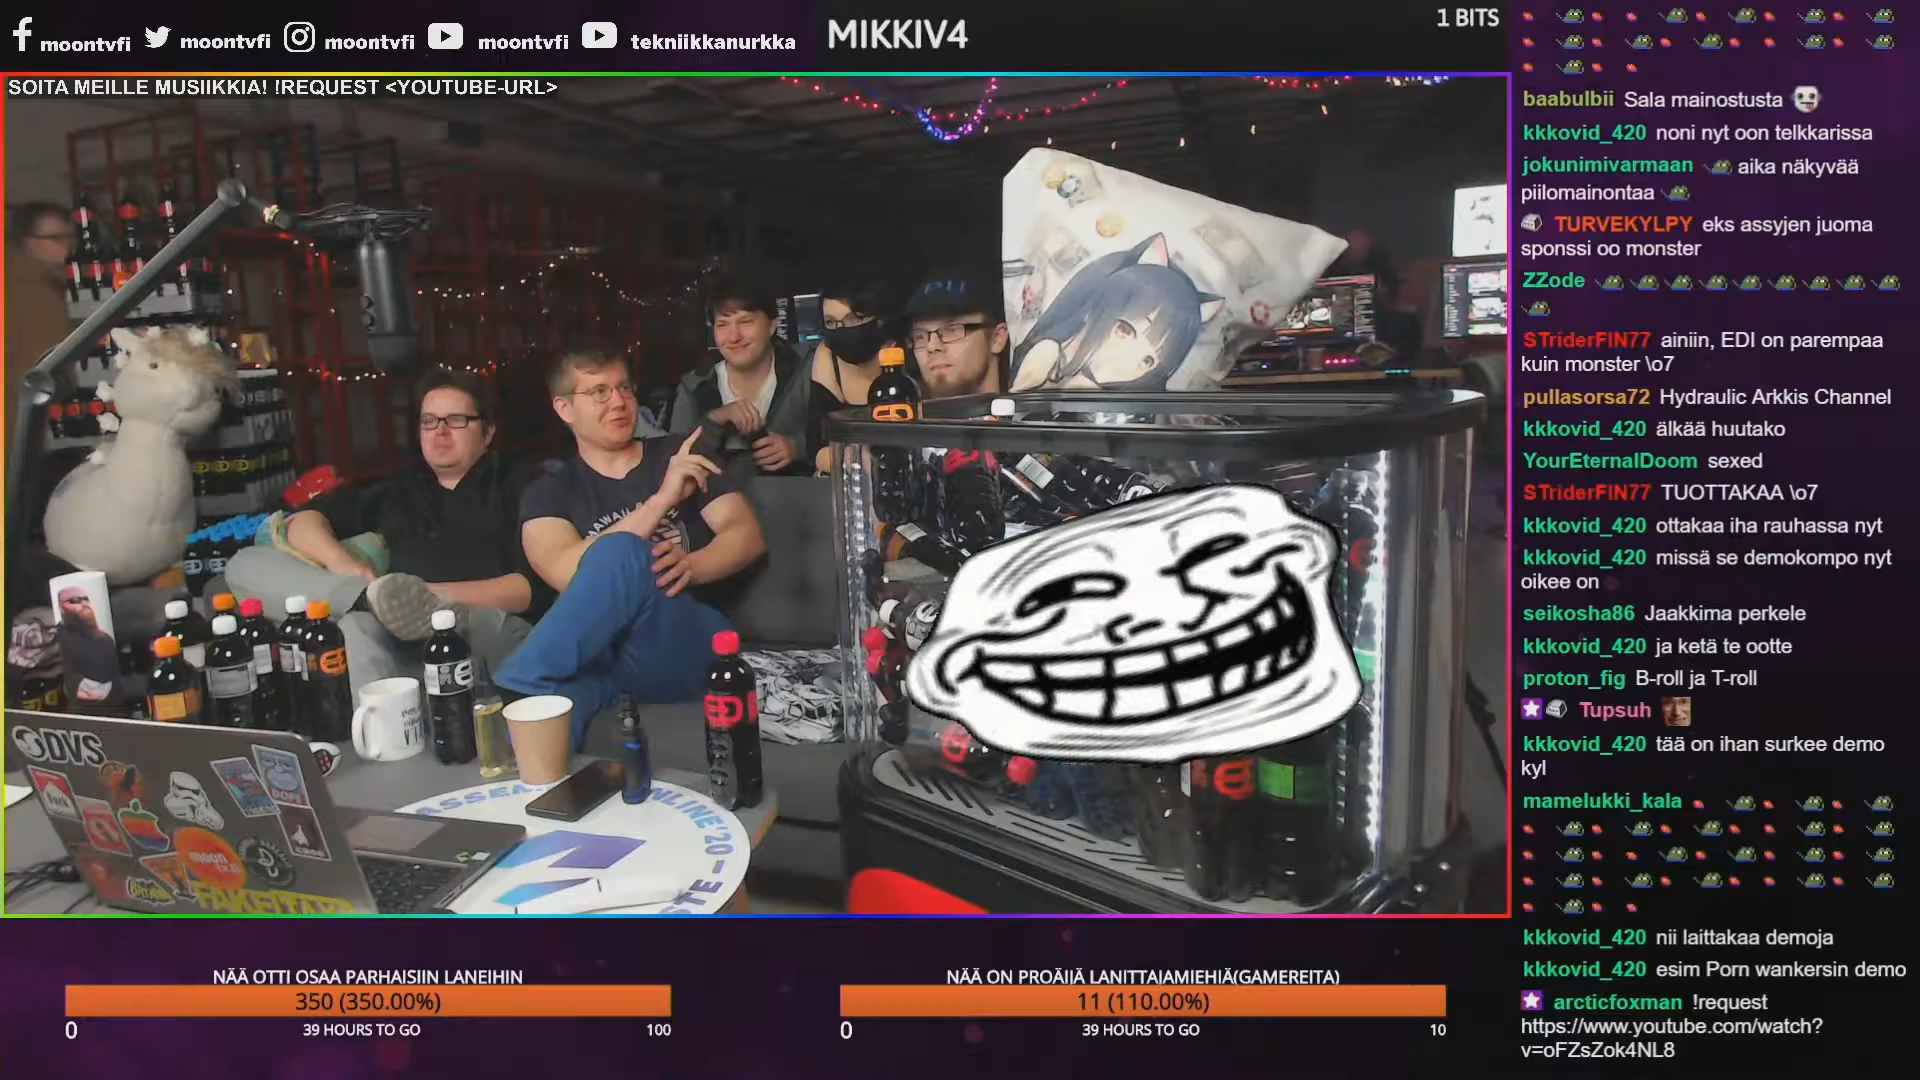 moontvfi moontvfi moontvfi moontvfi tekniikkanurkka
MIKKIV4
1 BITS
SOITA MEILLE MUSIIKKIA! !REQUEST <YOUTUBE-URL>
DVS
moon
FAKEITARA
NÄÄ OTTI OSAA PARHAISIIN LANEIHIN
350 (350.00%)
0 39 HOURS TO GO 100
NÄÄ ON PROÄIJÄ LANITTAJAMIEHIÄ(GAMEREITA)
11 (110.00%)
0 39 HOURS TO GO 10
baabulbii Sala mainostusta
kkkovid_420 noni nyt oon telkkarissa
jokunimivarmaan aika näkyvää
piilomainontaa
TURVEKYLPY eks assyjen juoma
sponssi oo monster
ZZode
STriderFIN77 ainiin, EDI on parempaa
kuin monster \o7
pullasorsa72 Hydraulic Arkkis Channel
kkkovid_420 älkää huutako
YourEternalDoom sexed
STriderFIN77 TUOTTAKAA \o7
kkkovid_420 ottakaa iha rauhassa nyt
kkkovid_420 missä se demokompo nyt
oikee on
seikosha86 Jaakkima perkele
kkkovid_420 ja ketä te ootte
proton_fig B-roll ja T-roll
Tupsuh
kkkovid_420 tää on ihan surkee demo
kyl
mamelukki_kala
kkkovid_420 nii laittakaa demoja
kkkovid_420 esim Porn wankersin demo
arcticfoxman !request
https://www.youtube.com/watch?
v=oFZsZok4NL8